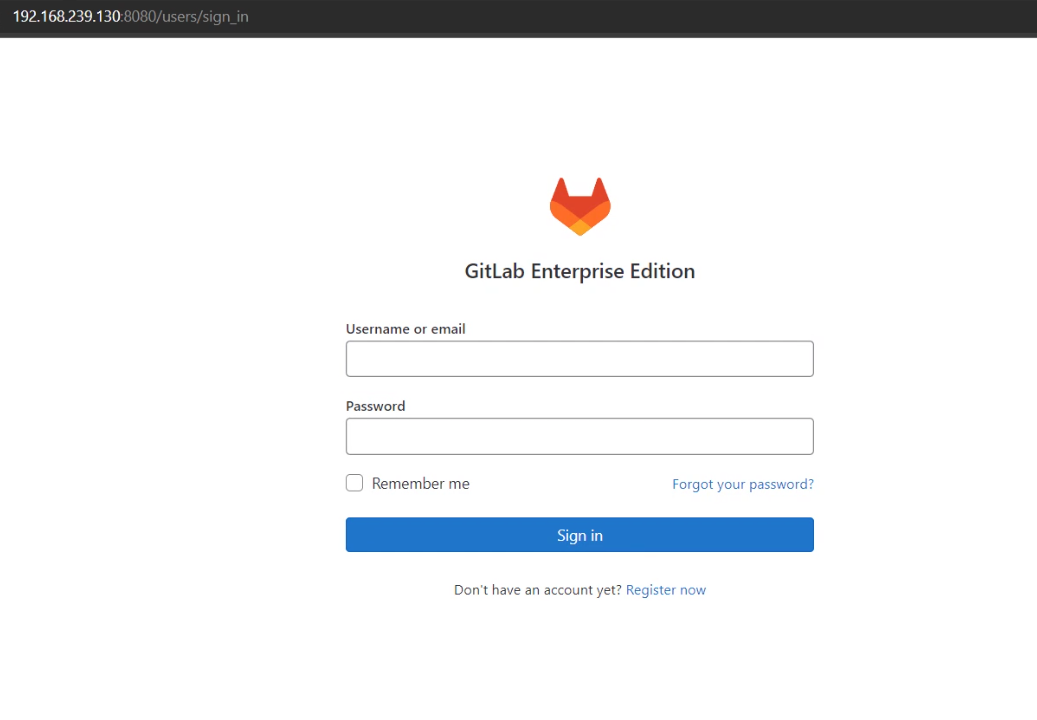 192.168.239.130:8080/users/sign_in
GitLab Enterprise Edition
Username or email
Password
Remember me
Forgot your password?
Sign in
Don't have an account yet? Register now